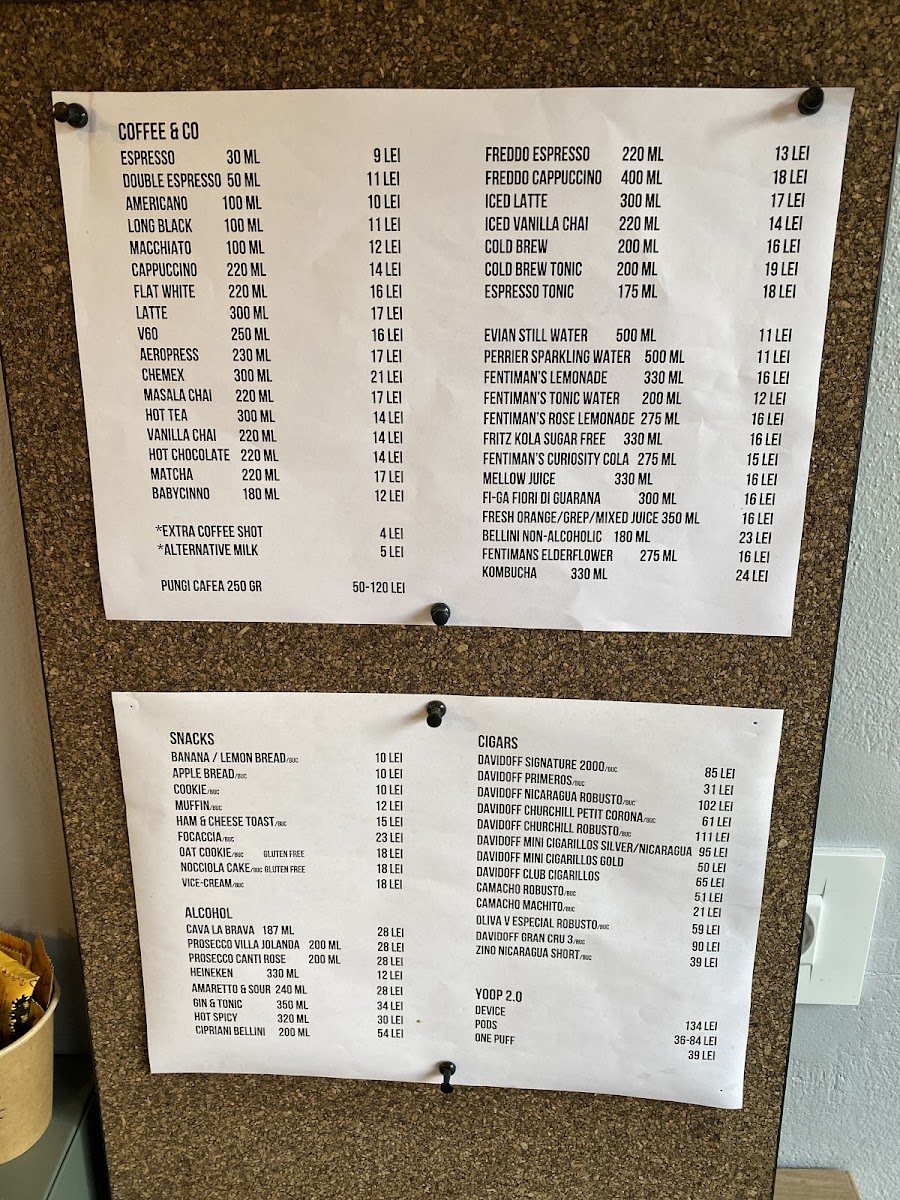 COFFEE & CO
ESPRESSO 30 ML 9 LEI
DOUBLE ESPRESSO 50 ML 11 LEI
AMERICANO 100 ML 10 LEI
LONG BLACK 100 ML 11 LEI
MACCHIATO 100 ML 12 LEI
CAPPUCCINO 220 ML 14 LEI
FLAT WHITE 220 ML 16 LEI
LATTE 300 ML 17 LEI
V60 250 ML 16 LEI
AEROPRESS 230 ML 17 LEI
CHEMEX 300 ML 21 LEI
MASALA CHAI 220 ML 17 LEI
HOT TEA 300 ML 14 LEI
VANILLA CHAI 220 ML 14 LEI
HOT CHOCOLATE 220 ML 14 LEI
MATCHA 220 ML 17 LEI
BABYCINNO 180 ML 12 LEI
*EXTRA COFFEE SHOT 4 LEI
*ALTERNATIVE MILK 5 LEI
PUNGI CAFEA 250 GR 50-120 LEI
FREDDO ESPRESSO 220 ML 13 LEI
FREDDO CAPPUCCINO 400 ML 18 LEI
ICED LATTE 300 ML 17 LEI
ICED VANILLA CHAI 220 ML 14 LEI
COLD BREW 200 ML 16 LEI
COLD BREW TONIC 200 ML 19 LEI
ESPRESSO TONIC 175 ML 18 LEI
EVIAN STILL WATER 500 ML 11 LEI
PERRIER SPARKLING WATER 500 ML 11 LEI
FENTIMAN'S LEMONADE 330 ML 16 LEI
FENTIMAN'S TONIC WATER 200 ML 12 LEI
FENTIMAN'S ROSE LEMONADE 275 ML 16 LEI
FRITZ KOLA SUGAR FREE 330 ML 16 LEI
FENTIMAN'S CURIOSITY COLA 275 ML 15 LEI
MELLOW JUICE 330 ML 16 LEI
FI-GA FIORI DI GUARANA 300 ML 16 LEI
FRESH ORANGE/GREP/MIXED JUICE 350 ML 16 LEI
BELLINI NON-ALCOHOLIC 180 ML 23 LEI
FENTIMANS ELDERFLOWER 275 ML 16 LEI
KOMBUCHA 330 ML 24 LEI
SNACKS
BANANA / LEMON BREAD/BUC 10 LEI
APPLE BREAD/BUC 10 LEI
COOKIE/BUC 10 LEI
MUFFIN/BUC 12 LEI
HAM & CHEESE TOAST/BUC 15 LEI
FOCACCIA/BUC 23 LEI
OAT COOKIE/BUC GLUTEN FREE 18 LEI
NOCCIOLA CAKE/BUC GLUTEN FREE 18 LEI
VICE-CREAM/BUC 18 LEI
ALCOHOL
CAVA LA BRAVA 187 ML 28 LEI
PROSECCO VILLA JOLANDA 200 ML 28 LEI
PROSECCO CANTI ROSE 200 ML 28 LEI
HEINEKEN 330 ML 12 LEI
AMARETTO & SOUR 240 ML 28 LEI
GIN & TONIC 350 ML 34 LEI
HOT SPICY 320 ML 30 LEI
CIPRIANI BELLINI 200 ML 54 LEI
CIGARS
DAVIDOFF SIGNATURE 2000/BUC 85 LEI
DAVIDOFF PRIMEROS/BUC 31 LEI
DAVIDOFF NICARAGUA ROBUSTO/BUC 102 LEI
DAVIDOFF CHURCHILL PETIT CORONA/BUC 61 LEI
DAVIDOFF CHURCHILL ROBUSTO/BUC 111 LEI
DAVIDOFF MINI CIGARILLOS SILVER/NICARAGUA 95 LEI
DAVIDOFF MINI CIGARILLOS GOLD 50 LEI
DAVIDOFF CLUB CIGARILLOS 65 LEI
CAMACHO ROBUSTO/BUC 51 LEI
CAMACHO MACHITO/BUC 21 LEI
OLIVA V ESPECIAL ROBUSTO/BUC 59 LEI
DAVIDOFF GRAN CRU 3/BUC 90 LEI
ZINO NICARAGUA SHORT/BUC 39 LEI
YOOP 2.0
DEVICE 134 LEI
PODS 36-84 LEI
ONE PUFF 39 LEI